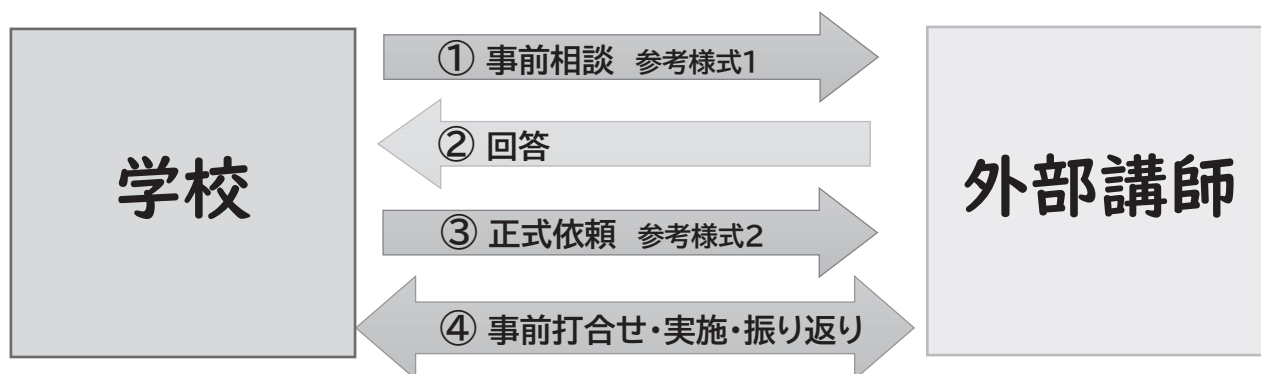 学校
① 事前相談 参考様式1
② 回答
③ 正式依頼 参考様式2
④ 事前打合せ・実施・振り返り
外部講師